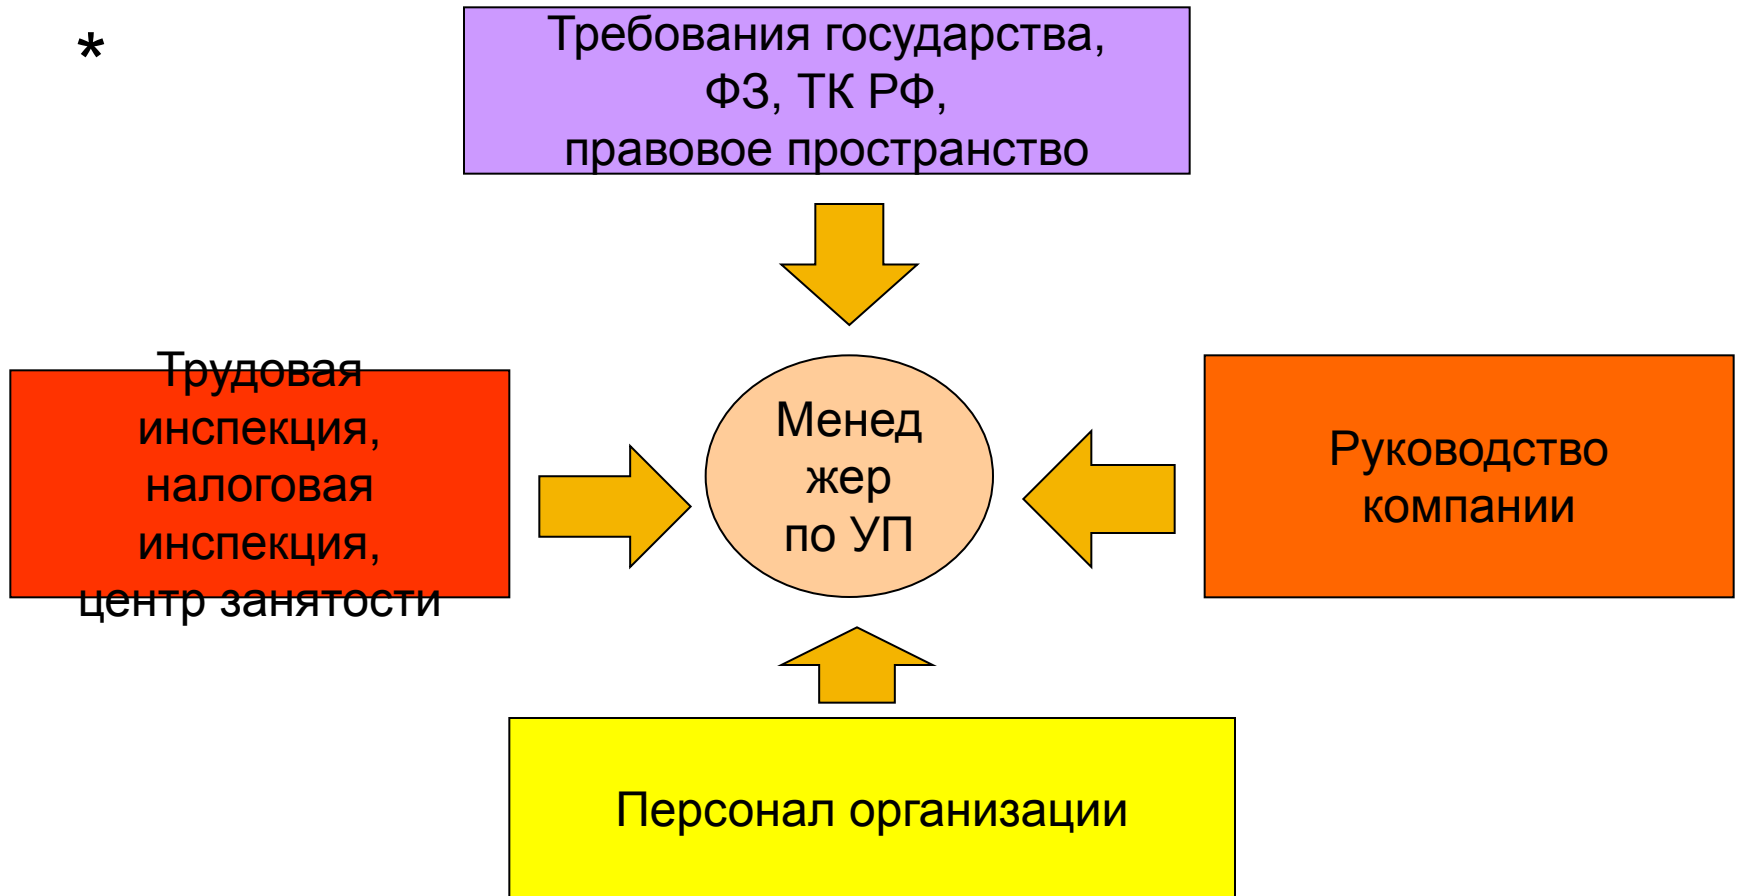 *
Требования государства,
ФЗ, ТК РФ,
правовое пространство
Трудовая
инспекция,
налоговая
инспекция,
центр занятости
Менед
жер
по УП
Руководство
компании
Персонал организации